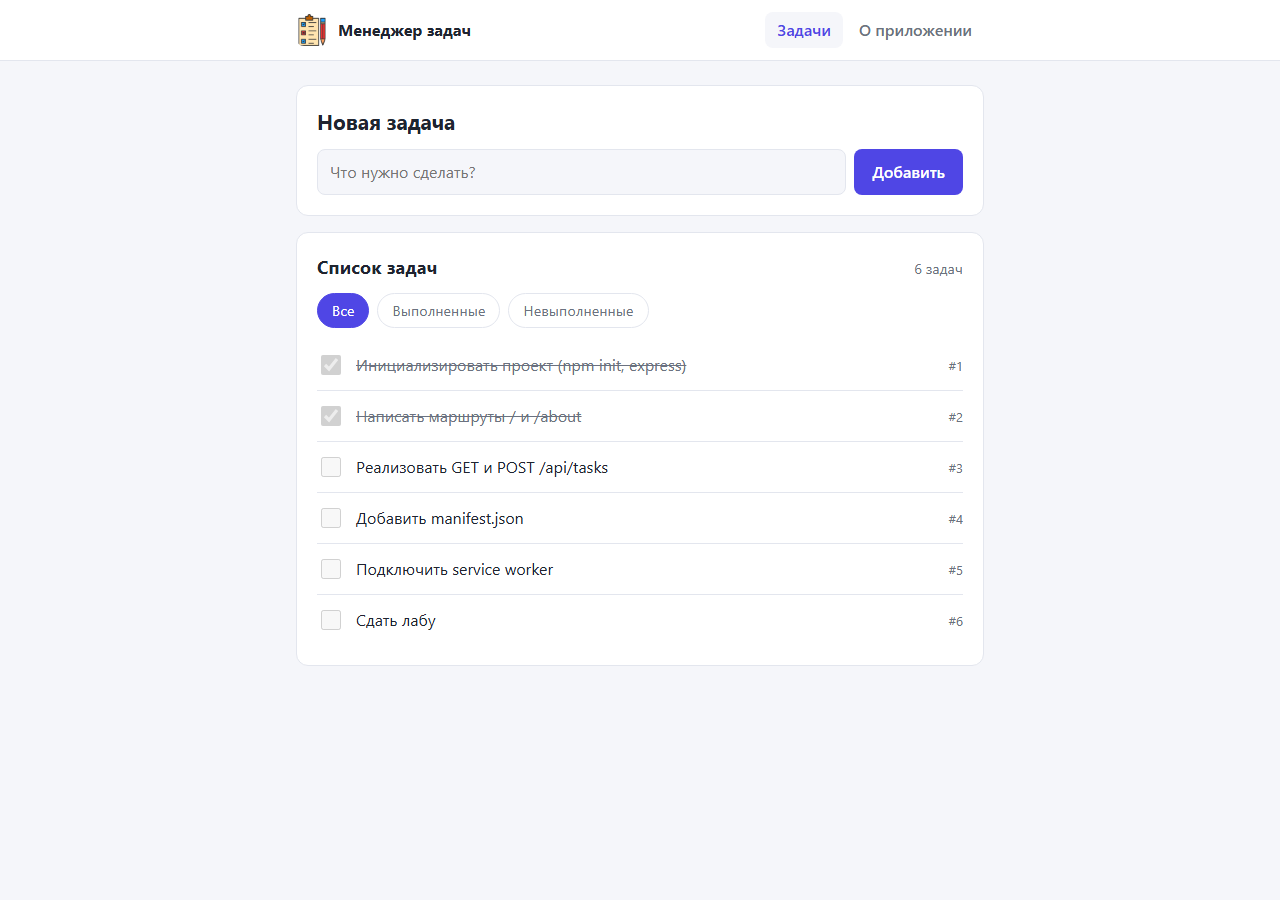 Менеджер задач
Задачи
О приложении
Новая задача
Что нужно сделать?
Добавить
Список задач
6 задач
Все
Выполненные
Невыполненные
Инициализировать проект (npm init, express)
#1
Написать маршруты / и /about
#2
Реализовать GET и POST /api/tasks
#3
Добавить manifest.json
#4
Подключить service worker
#5
Сдать лабу
#6